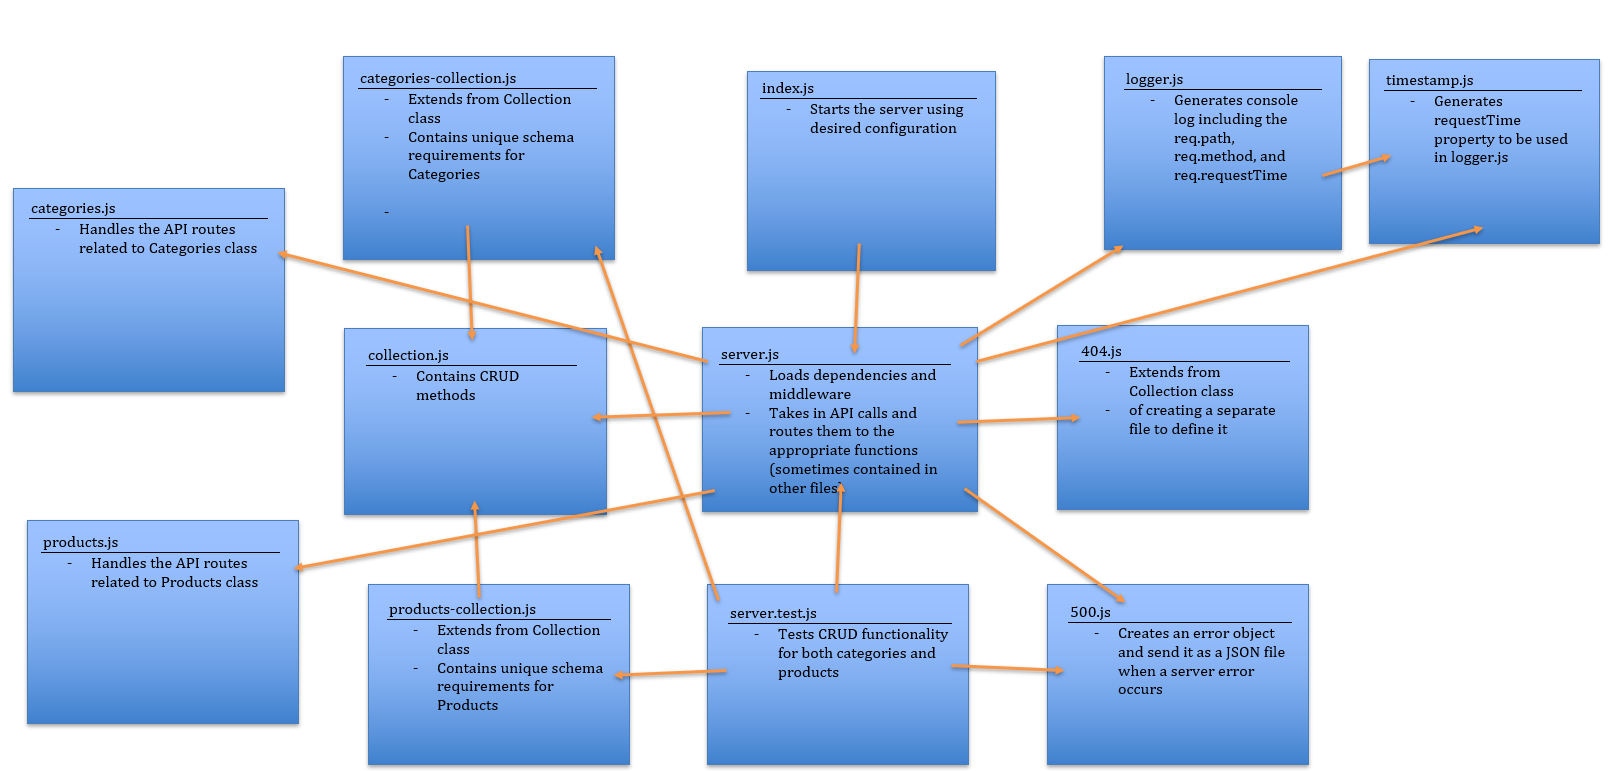 categories-collection.js
- Extends from Collection
class
- Contains unique schema
requirements for
Categories
-
index.js
- Starts the server using
desired configuration
logger.js
- Generates console
log including the
req.path,
req.method, and
req.requestTime
timestamp.js
- Generates
requestTime
property to be used
in logger.js
categories.js
- Handles the API routes
related to Categories class
collection.js
- Contains CRUD
methods
server.js
- Loads dependencies and
middleware
- Takes in API calls and
routes them to the
appropriate functions
(sometimes contained in
other files)
404.js
- Extends from
Collection class
- of creating a separate
file to define it
products.js
- Handles the API routes
related to Products class
products-collection.js
- Extends from Collection
class
- Contains unique schema
requirements for
Products
server.test.js
- Tests CRUD functionality
for both categories and
products
500.js
- Creates an error object
and send it as a JSON file
when a server error
occurs